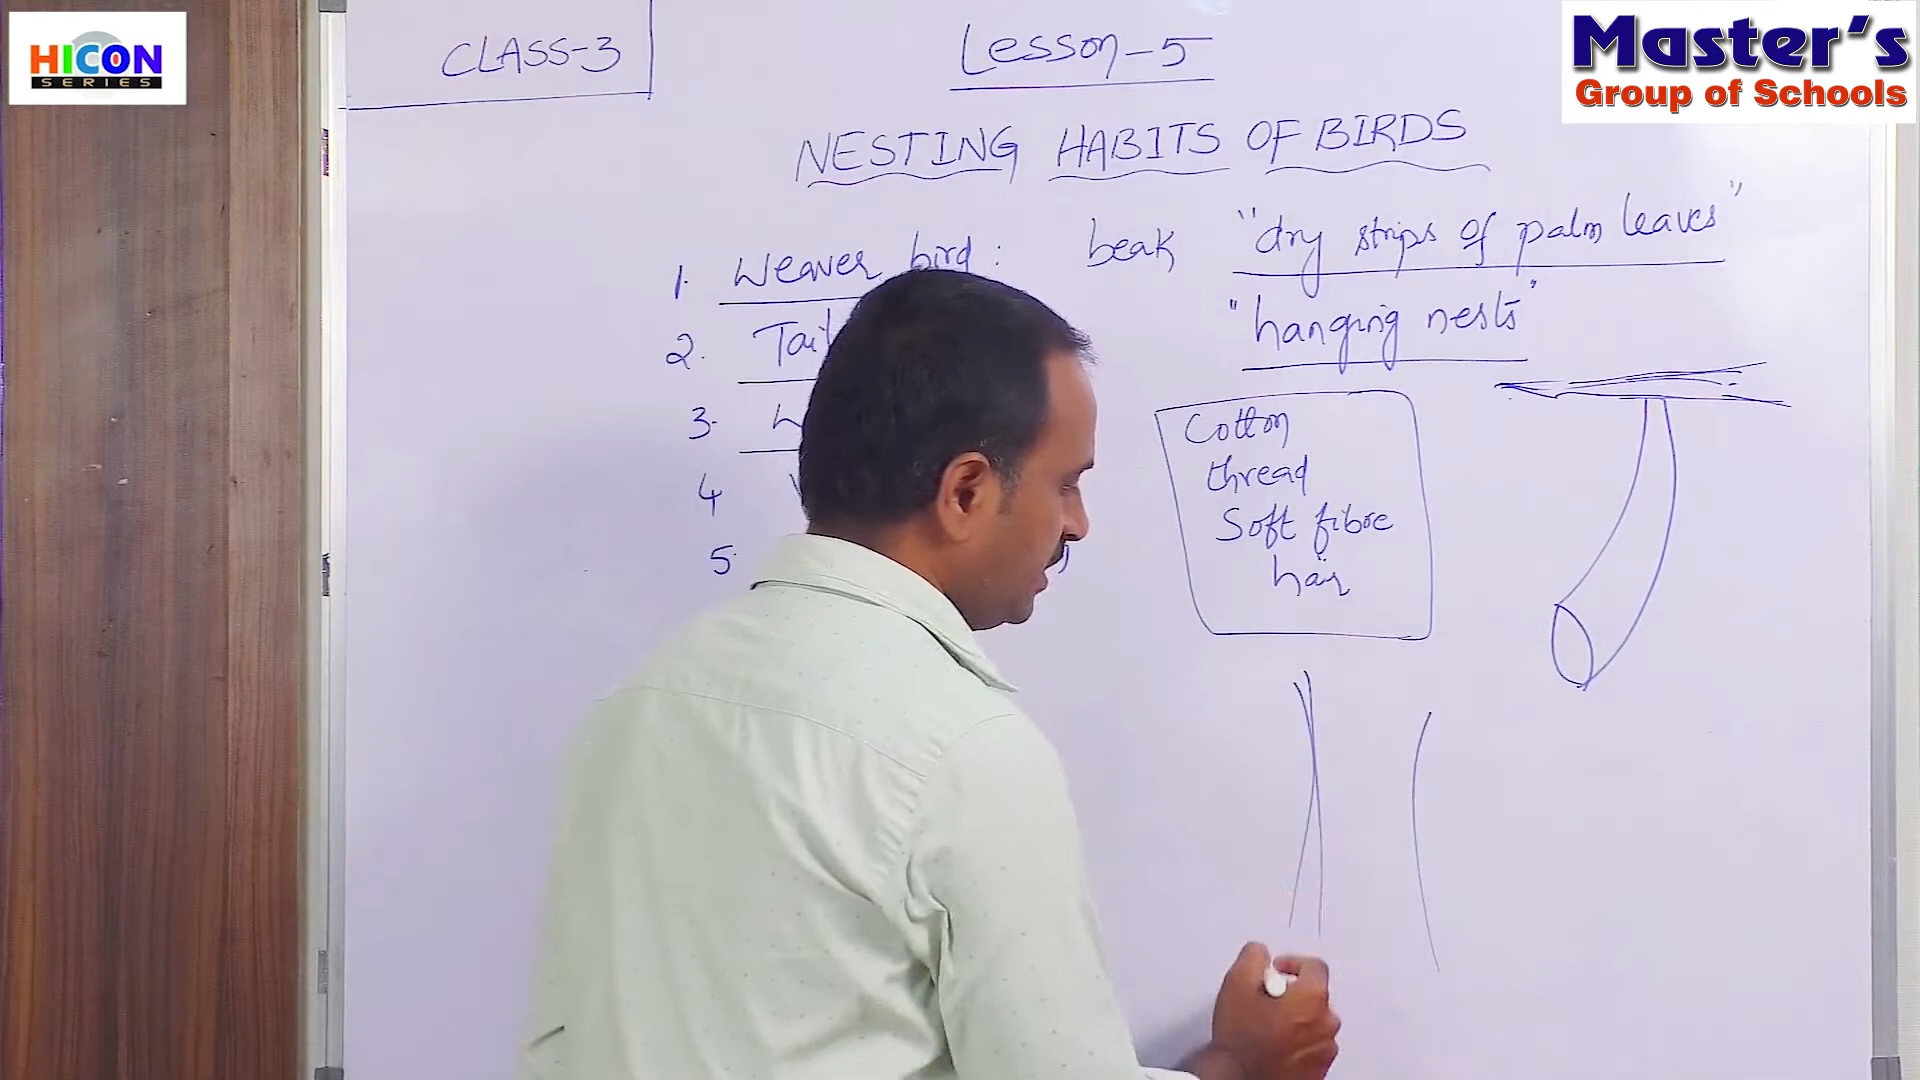 HICON
SERIES
Master's
Group of Schools
CLASS-3
Lesson-5
NESTING HABITS OF BIRDS
1. Weaver bird : beak "dry strips of palm leaves"
"hanging nests"
2.
3.
4
5.
Cotton
thread
Soft fibre
hair